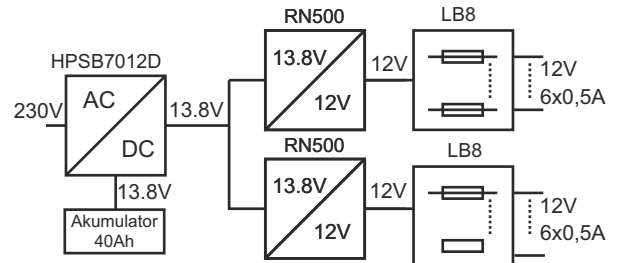 RN500
LB8
HPSB7012D
13.8V
12V
12V
12V
6x0,5A
230V
AC
DC
13.8V
RN500
LB8
13.8V
12V
12V
12V
6x0,5A
13.8V
Akumulator
40Ah